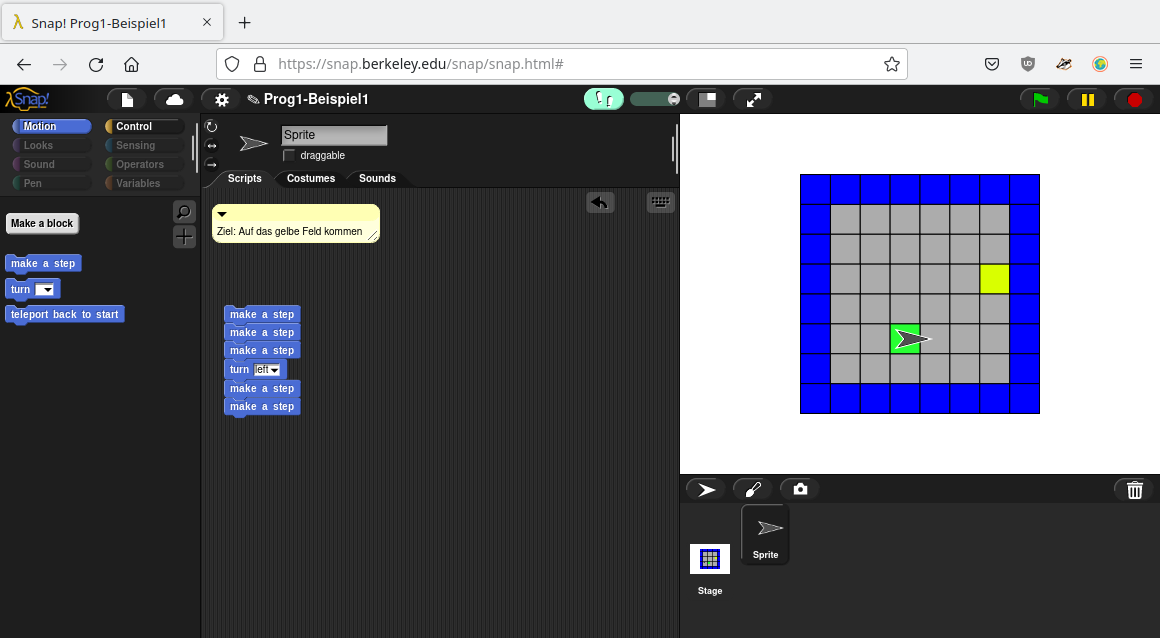 Snap! Prog1-Beispiel1
https://snap.berkeley.edu/snap/snap.html#
Snap!
Prog1-Beispiel1
Motion
Control
Looks
Sensing
Sound
Operators
Pen
Variables
Make a block
make a step
turn
teleport back to start
Sprite
draggable
Scripts
Costumes
Sounds
Ziel: Auf das gelbe Feld kommen
make a step
make a step
make a step
turn left
make a step
make a step
Stage
Sprite